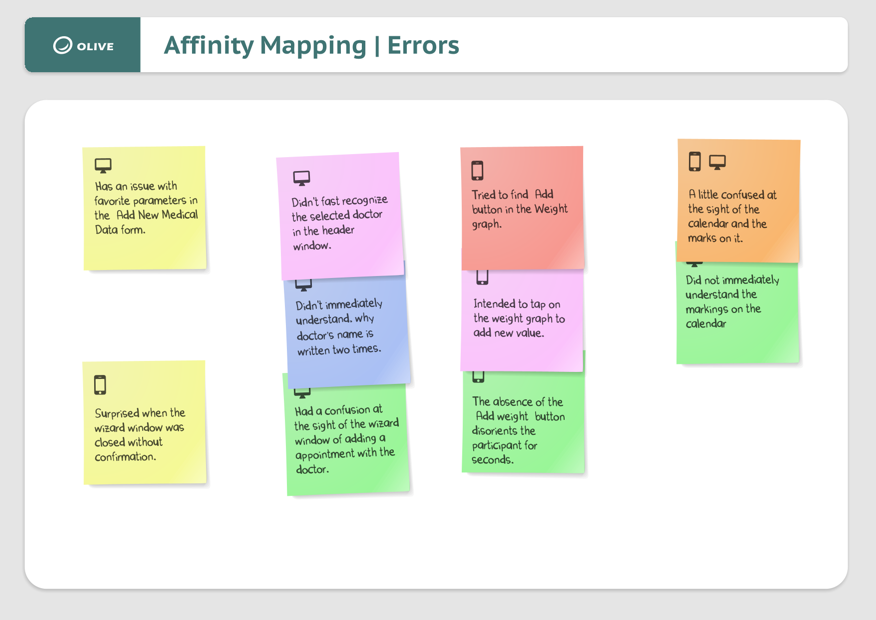 OLIVE
Affinity Mapping | Errors
Has an issue with
favorite parameters in
the Add New Medical
Data form.
Surprised when the
wizard window was
closed without
confirmation.
Didn't fast recognize
the selected doctor
in the header
window.
Didn't immediately
understand. why
doctor's name is
written two times.
Had a confusion at
the sight of the wizard
window of adding a
appointment with the
doctor.
Tried to find Add
button in the Weight
graph.
Intended to tap on
the weight graph to
add new value.
The absence of the
Add weight button
disorients the
participant for
seconds.
A little confused at
the sight of the
calendar and the
marks on it.
Did not immediately
understand the
markings on the
calendar